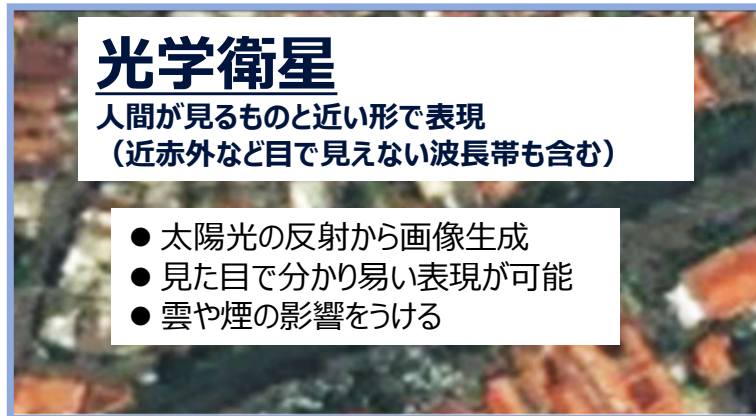 光学衛星
人間が見るものと近い形で表現
（近赤外など目で見えない波長帯も含む）
● 太陽光の反射から画像生成
● 見た目で分かり易い表現が可能
● 雲や煙の影響をうける